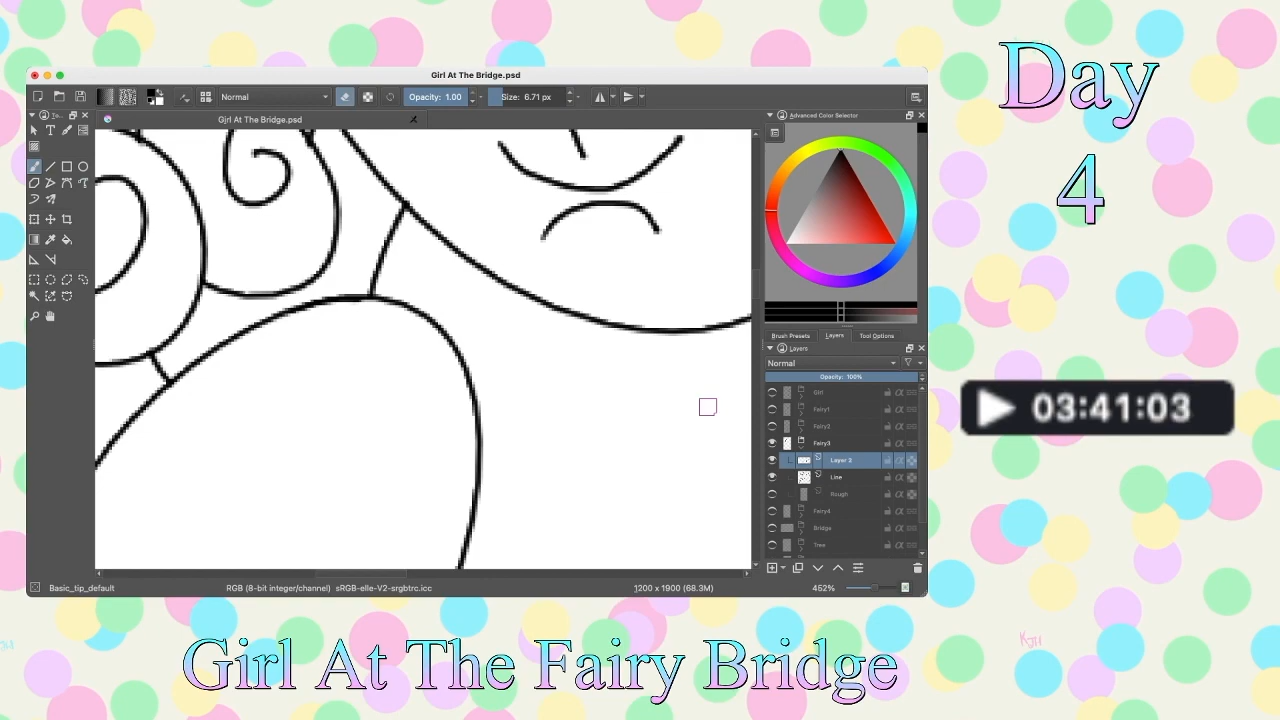 Day
4
Girl At The Bridge.psd
Normal
Opacity: 1.00
Size: 6.71 px
Girl At The Bridge.psd
Advanced Color Selector
Brush Presets
Layers
Tool Options
Layers
Normal
Opacity: 100%
Girl
Fairy1
Fairy2
Fairy3
Layer 3
Line
Rough
Fairy4
Bridge
Tree
03:41:03
Basic_tip_default
RGB (8-bit integer/channel) sRGB-elle-V2-srgbtrc.icc
1200 x 1900 (68.3M)
452%
Girl At The Fairy Bridge